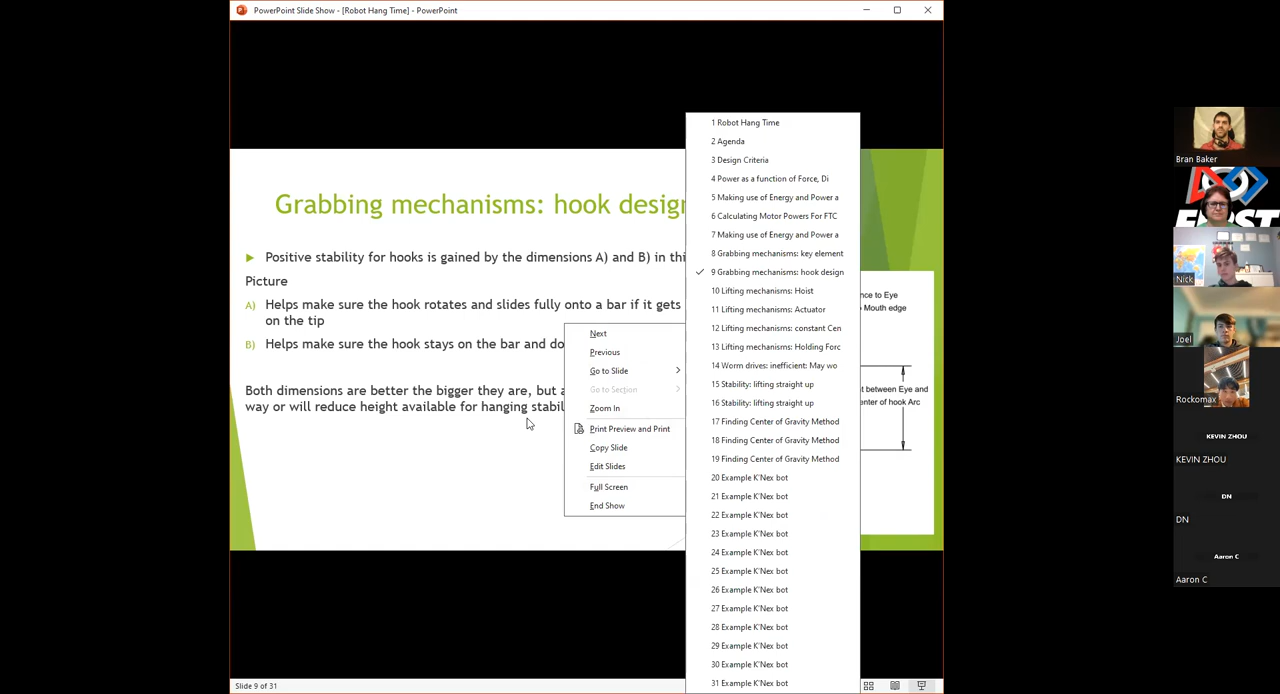 PowerPoint Slide Show - [Robot Hang Time] - PowerPoint
Grabbing mechanisms: hook design
Positive stability for hooks is gained by the dimensions A) and B) in thi
Picture
A) Helps make sure the hook rotates and slides fully onto a bar if it gets
on the tip
B) Helps make sure the hook stays on the bar and do
Both dimensions are better the bigger they are, but a
way or will reduce height available for hanging stabil
Next
Previous
Go to Slide
Go to Section
Zoom In
Print Preview and Print
Copy Slide
Edit Slides
Full Screen
End Show
1 Robot Hang Time
2 Agenda
3 Design Criteria
4 Power as a function of Force, Di
5 Making use of Energy and Power a
6 Calculating Motor Powers For FTC
7 Making use of Energy and Power a
8 Grabbing mechanisms: key element
9 Grabbing mechanisms: hook design
10 Lifting mechanisms: Hoist
11 Lifting mechanisms: Actuator
12 Lifting mechanisms: constant Cen
13 Lifting mechanisms: Holding Forc
14 Worm drives: inefficient: May wo
15 Stability: lifting straight up
16 Stability: lifting straight up
17 Finding Center of Gravity Method
18 Finding Center of Gravity Method
19 Finding Center of Gravity Method
20 Example K'Nex bot
21 Example K'Nex bot
22 Example K'Nex bot
23 Example K'Nex bot
24 Example K'Nex bot
25 Example K'Nex bot
26 Example K'Nex bot
27 Example K'Nex bot
28 Example K'Nex bot
29 Example K'Nex bot
30 Example K'Nex bot
31 Example K'Nex bot
nce to Eye
Mouth edge
t between Eye and
enter of hook Arc
Slide 9 of 31
Bran Baker
FIRST
Nick
Joel
Rockomax
KEVIN ZHOU
KEVIN ZHOU
DN
DN
Aaron C
Aaron C